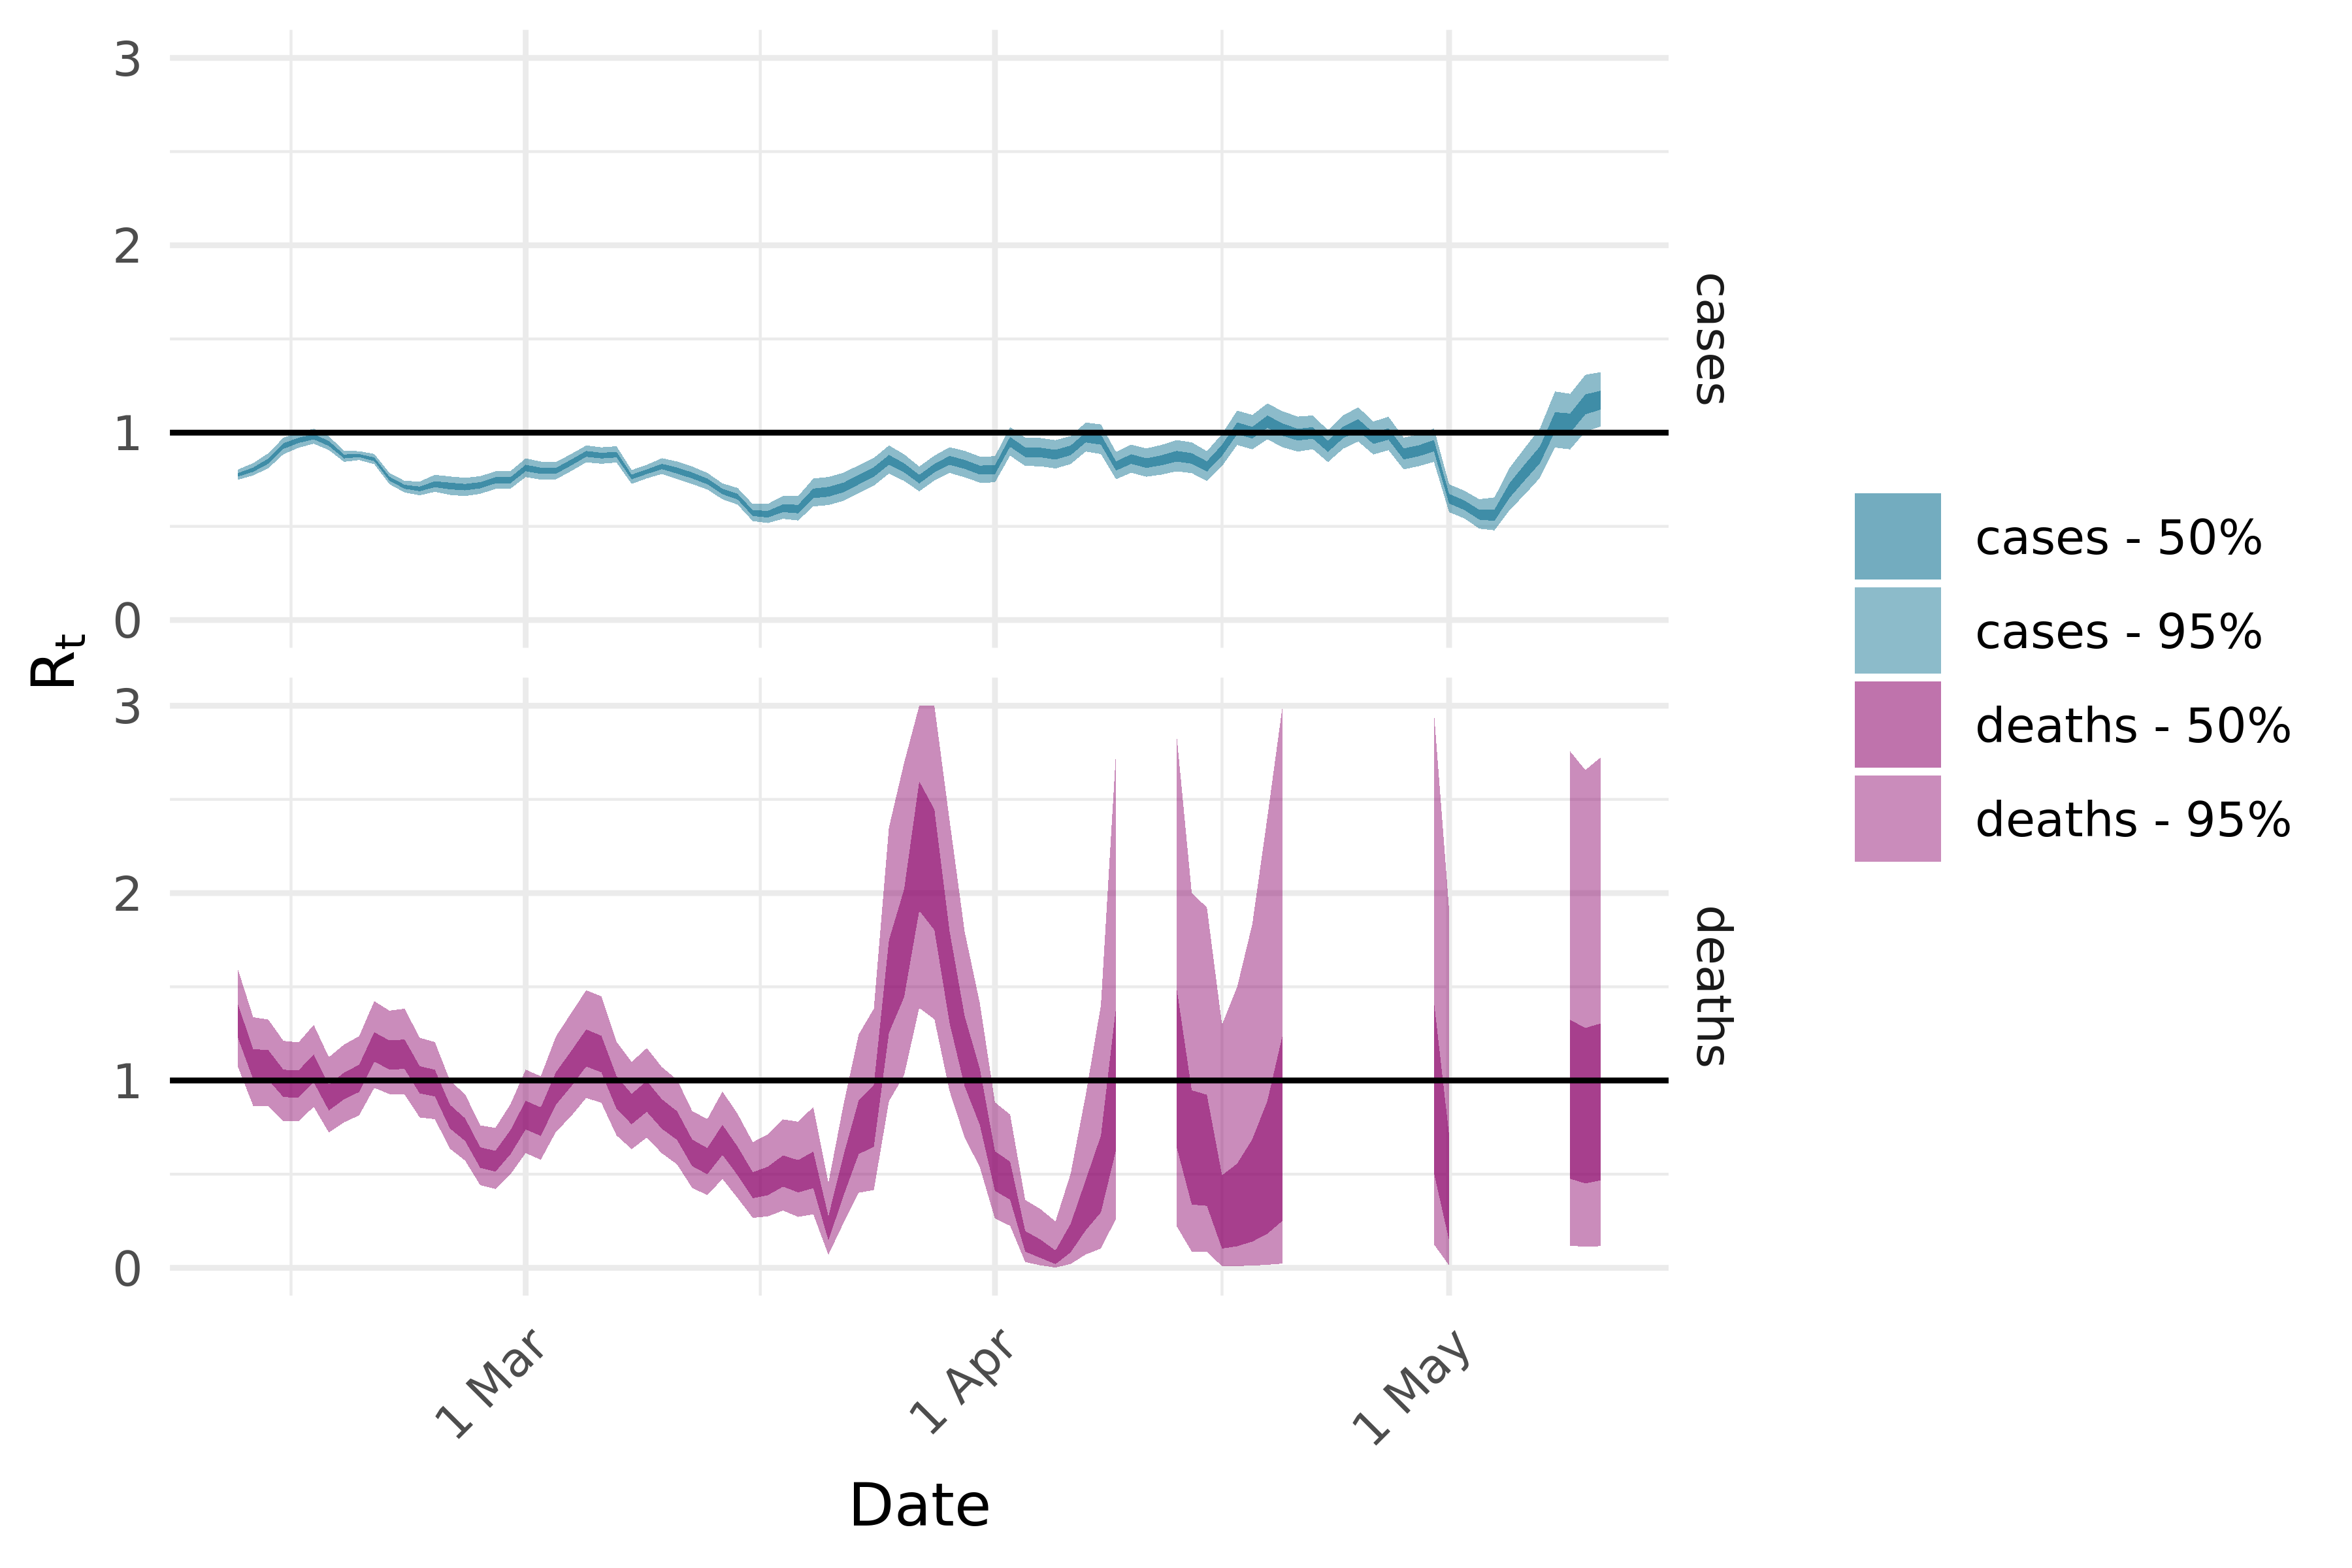 3
2
1
0
cases
3
2
1
0
deaths
Rt
1 Mar
1 Apr
1 May
Date
cases - 50%
cases - 95%
deaths - 50%
deaths - 95%